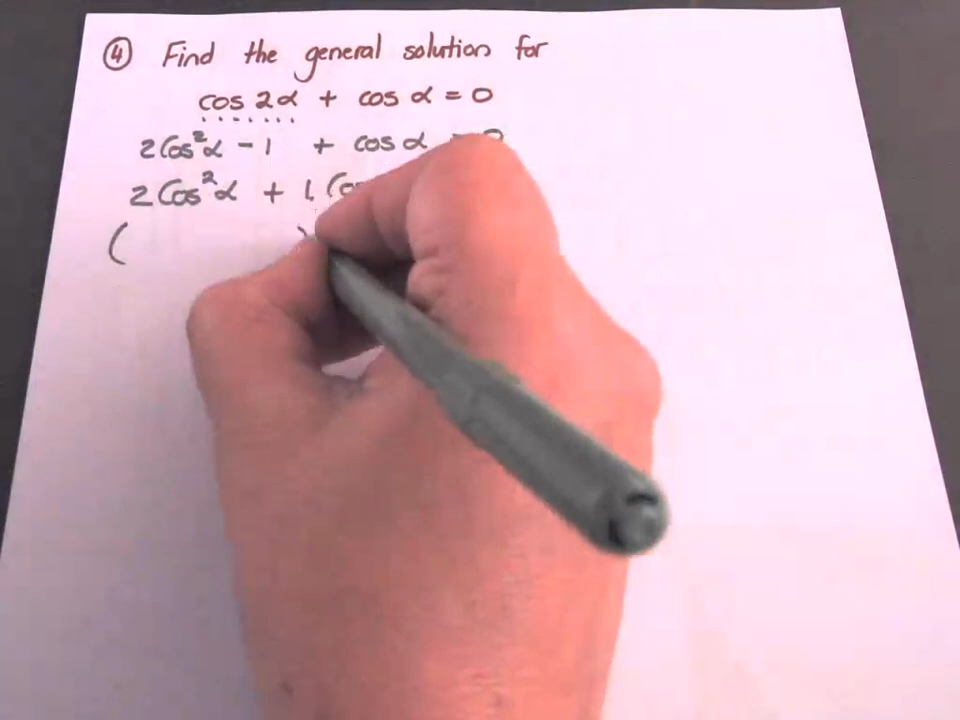 ④ Find the general solution for
cos 2α + cos α = 0
2Cos²α - 1 + cos α
2Cos²α + 1.
( )